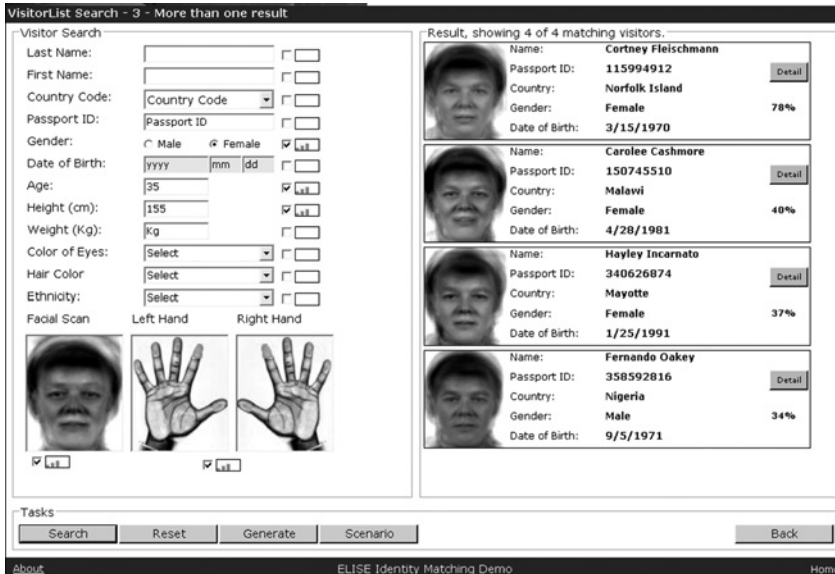 VisitorList Search - 3 - More than one result
Visitor Search
Last Name:
First Name:
Country Code: Country Code
Passport ID: Passport ID
Gender: Male Female
Date of Birth: yyyy mm dd
Age: 35
Height (cm): 155
Weight (Kg): Kg
Color of Eyes: Select
Hair Color Select
Ethnicity: Select
Facial Scan Left Hand Right Hand
Result, showing 4 of 4 matching visitors.
Name: Cortney Fleischmann
Passport ID: 115994912 Detail
Country: Norfolk Island
Gender: Female 78%
Date of Birth: 3/15/1970
Name: Carolee Cashmore
Passport ID: 150745510 Detail
Country: Malawi
Gender: Female 40%
Date of Birth: 4/28/1981
Name: Hayley Incarnato
Passport ID: 340626874 Detail
Country: Mayotte
Gender: Female 37%
Date of Birth: 1/25/1991
Name: Fernando Oakey
Passport ID: 358592816 Detail
Country: Nigeria
Gender: Male 34%
Date of Birth: 9/5/1971
Tasks
Search Reset Generate Scenario Back
About ELISE Identity Matching Demo Hom